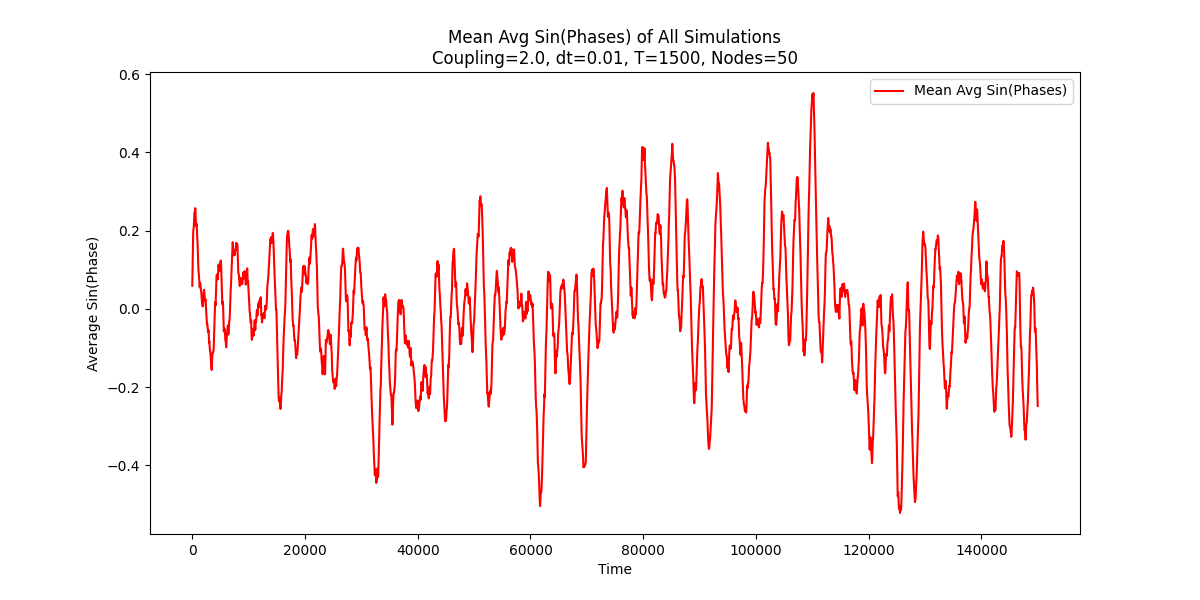 Mean Avg Sin(Phases) of All Simulations
Coupling=2.0, dt=0.01, T=1500, Nodes=50
Mean Avg Sin(Phases)
Average Sin(Phase)
0.6
0.4
0.2
0.0
−0.2
−0.4
0 20000 40000 60000 80000 100000 120000 140000
Time